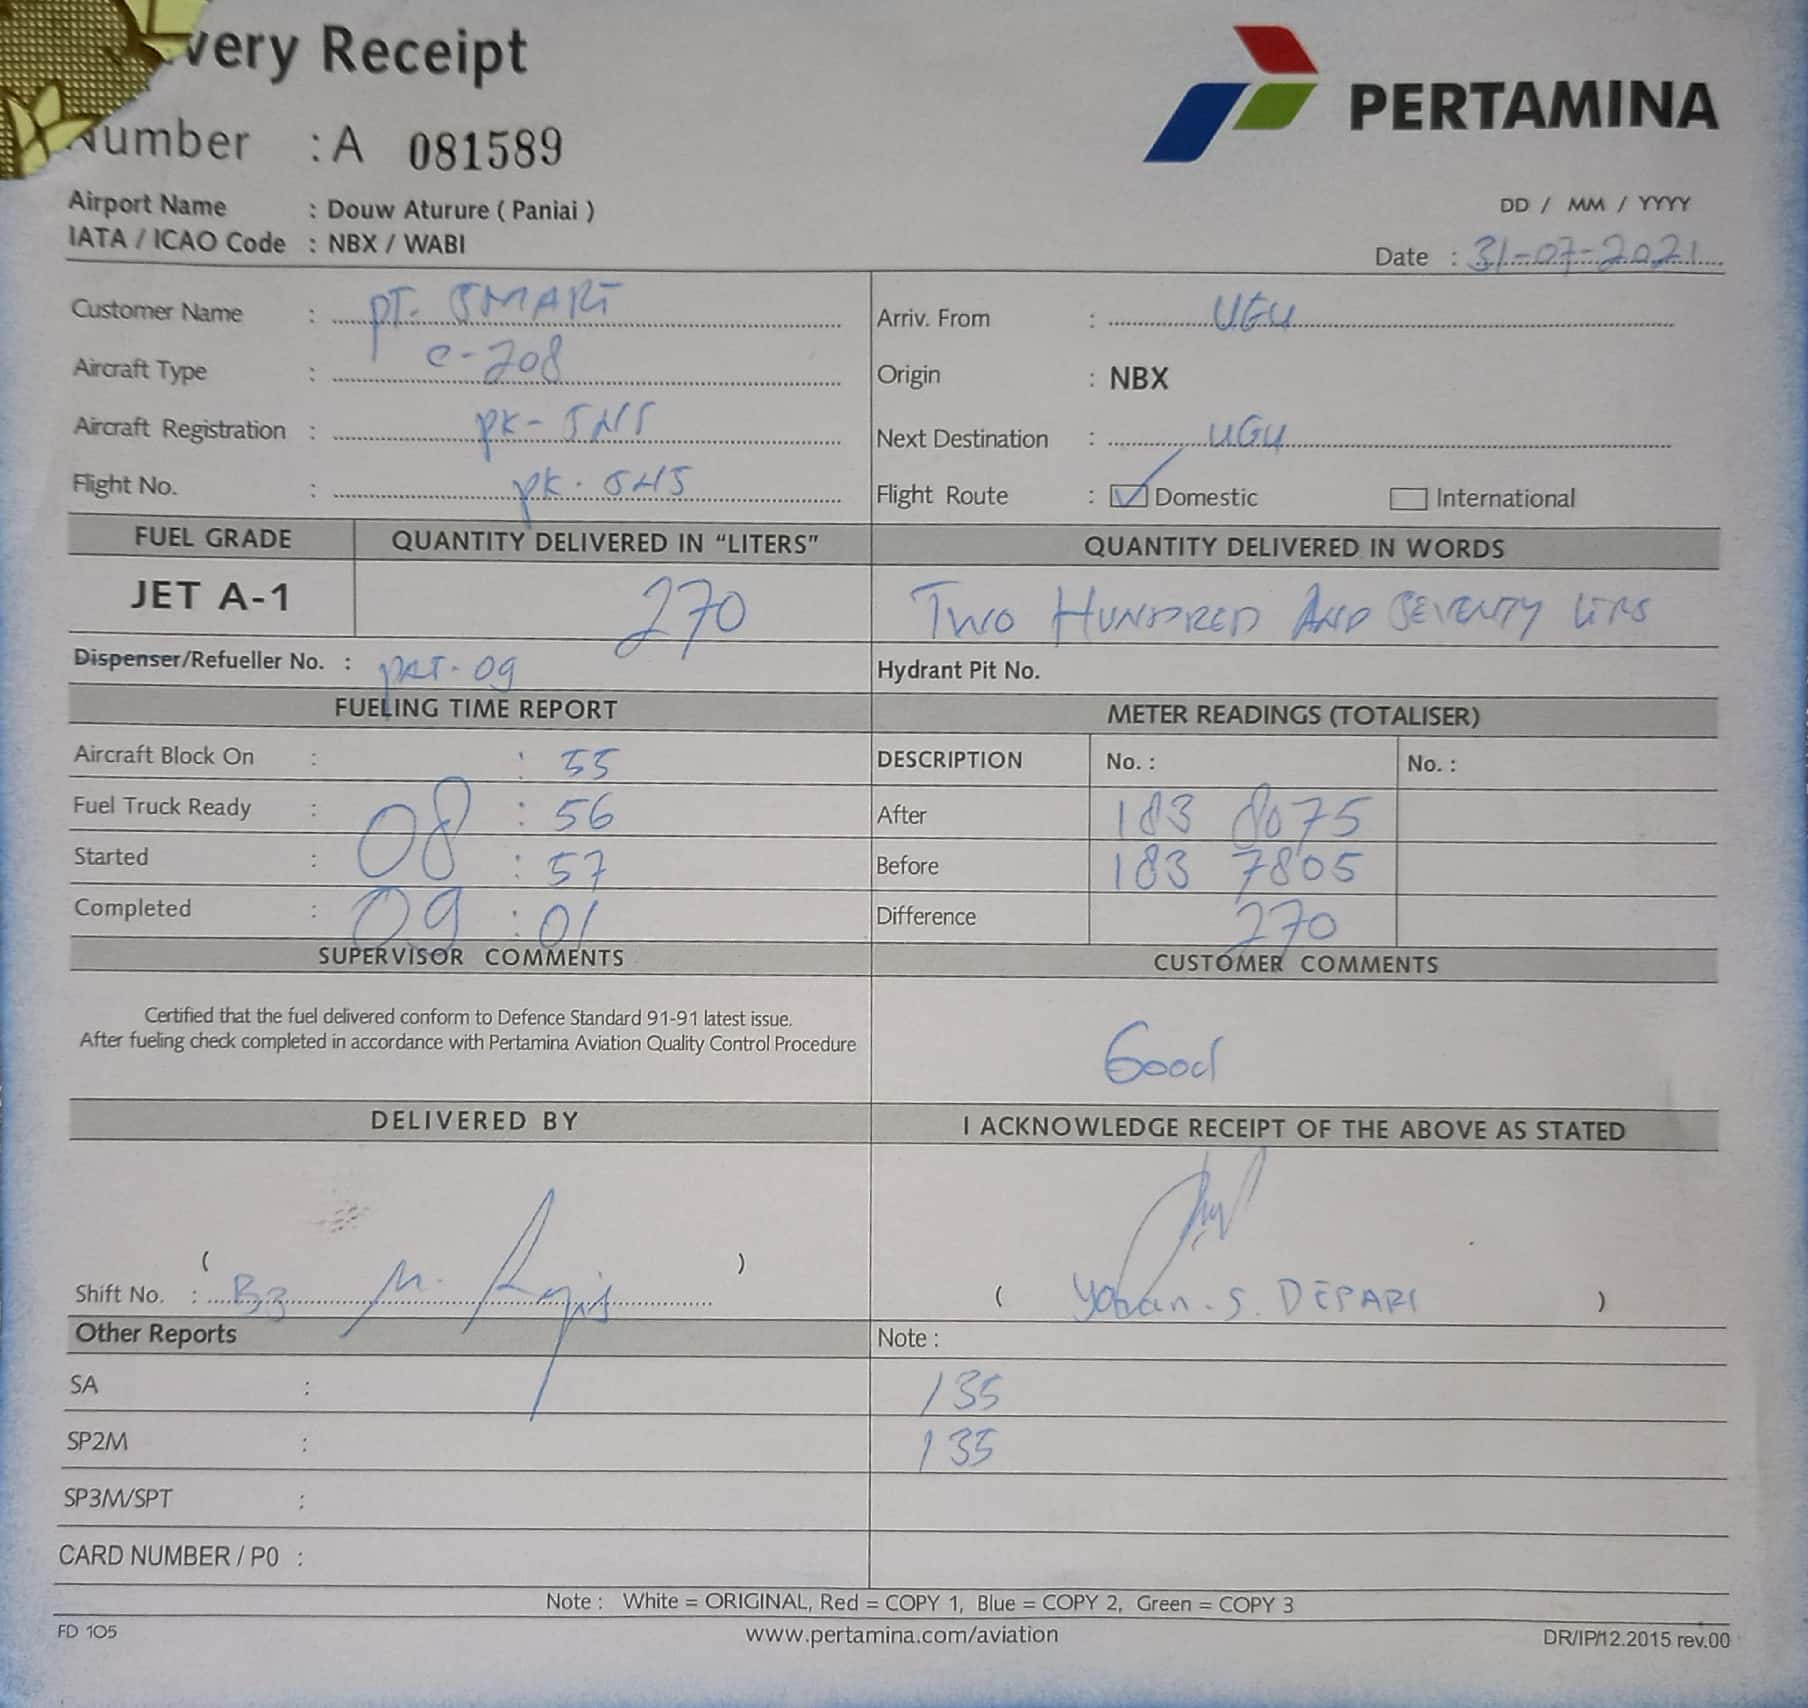 very Receipt
PERTAMINA
Number : A 081589
Airport Name : Douw Aturure ( Paniai )
DD / MM / YYYY
IATA / ICAO Code : NBX / WABI
Date : 31-07-2021
Customer Name : PT. SMART
Arriv. From : UGU
Aircraft Type : C-208
Origin : NBX
Aircraft Registration : PK-SNS
Next Destination : UGU
Flight No. : PK.
Flight Route : Domestic International
FUEL GRADE QUANTITY DELIVERED IN "LITERS" QUANTITY DELIVERED IN WORDS
JET A-1 270 TWO HUNDRED AND SEVENTY LTRS
Dispenser/Refueller No. : 09
Hydrant Pit No.
FUELING TIME REPORT METER READINGS (TOTALISER)
Aircraft Block On : : 55
DESCRIPTION No. : No. :
Fuel Truck Ready : 08 : 56
After 183 8075
Started : : 57
Before 183 7805
Completed : 09 : 01
Difference 270
SUPERVISOR COMMENTS CUSTOMER COMMENTS
Certified that the fuel delivered conform to Defence Standard 91-91 latest issue.
After fueling check completed in accordance with Pertamina Aviation Quality Control Procedure
Good
DELIVERED BY I ACKNOWLEDGE RECEIPT OF THE ABOVE AS STATED
( )
Shift No. : M.
( Yohan . S. DEPARI )
Other Reports Note :
SA : 135
SP2M : 135
SP3M/SPT :
CARD NUMBER / P0 :
Note : White = ORIGINAL, Red = COPY 1, Blue = COPY 2, Green = COPY 3
FD 105 www.pertamina.com/aviation DR/IP/12.2015 rev.00